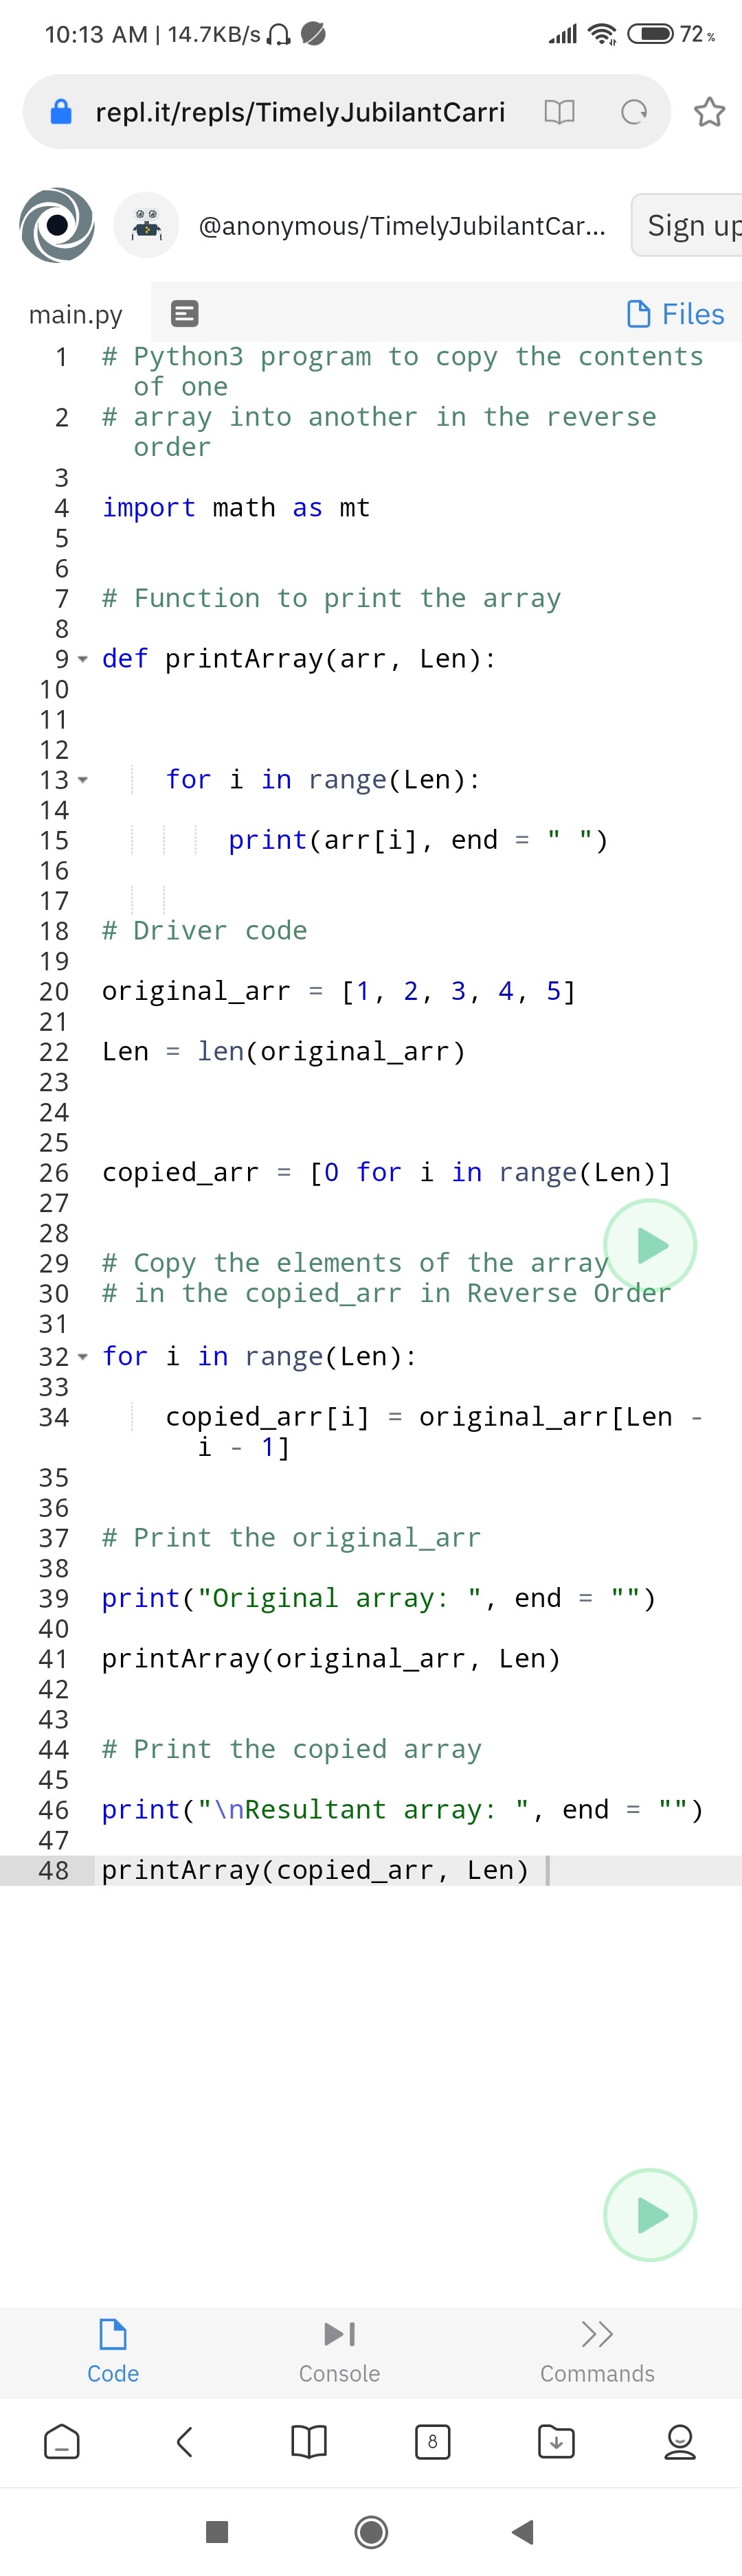 10:13 AM | 14.7KB/s 72%
repl.it/repls/TimelyJubilantCarri
@anonymous/TimelyJubilantCar... Sign up
main.py Files
1 # Python3 program to copy the contents
of one
2 # array into another in the reverse
order
3
4 import math as mt
5
6
7 # Function to print the array
8
9 def printArray(arr, Len):
10
11
12
13 for i in range(Len):
14
15 print(arr[i], end = " ")
16
17
18 # Driver code
19
20 original_arr = [1, 2, 3, 4, 5]
21
22 Len = len(original_arr)
23
24
25
26 copied_arr = [0 for i in range(Len)]
27
28
29 # Copy the elements of the array
30 # in the copied_arr in Reverse Order
31
32 for i in range(Len):
33
34 copied_arr[i] = original_arr[Len -
i - 1]
35
36
37 # Print the original_arr
38
39 print("Original array: ", end = "")
40
41 printArray(original_arr, Len)
42
43
44 # Print the copied array
45
46 print("\nResultant array: ", end = "")
47
48 printArray(copied_arr, Len)
Code Console Commands
8